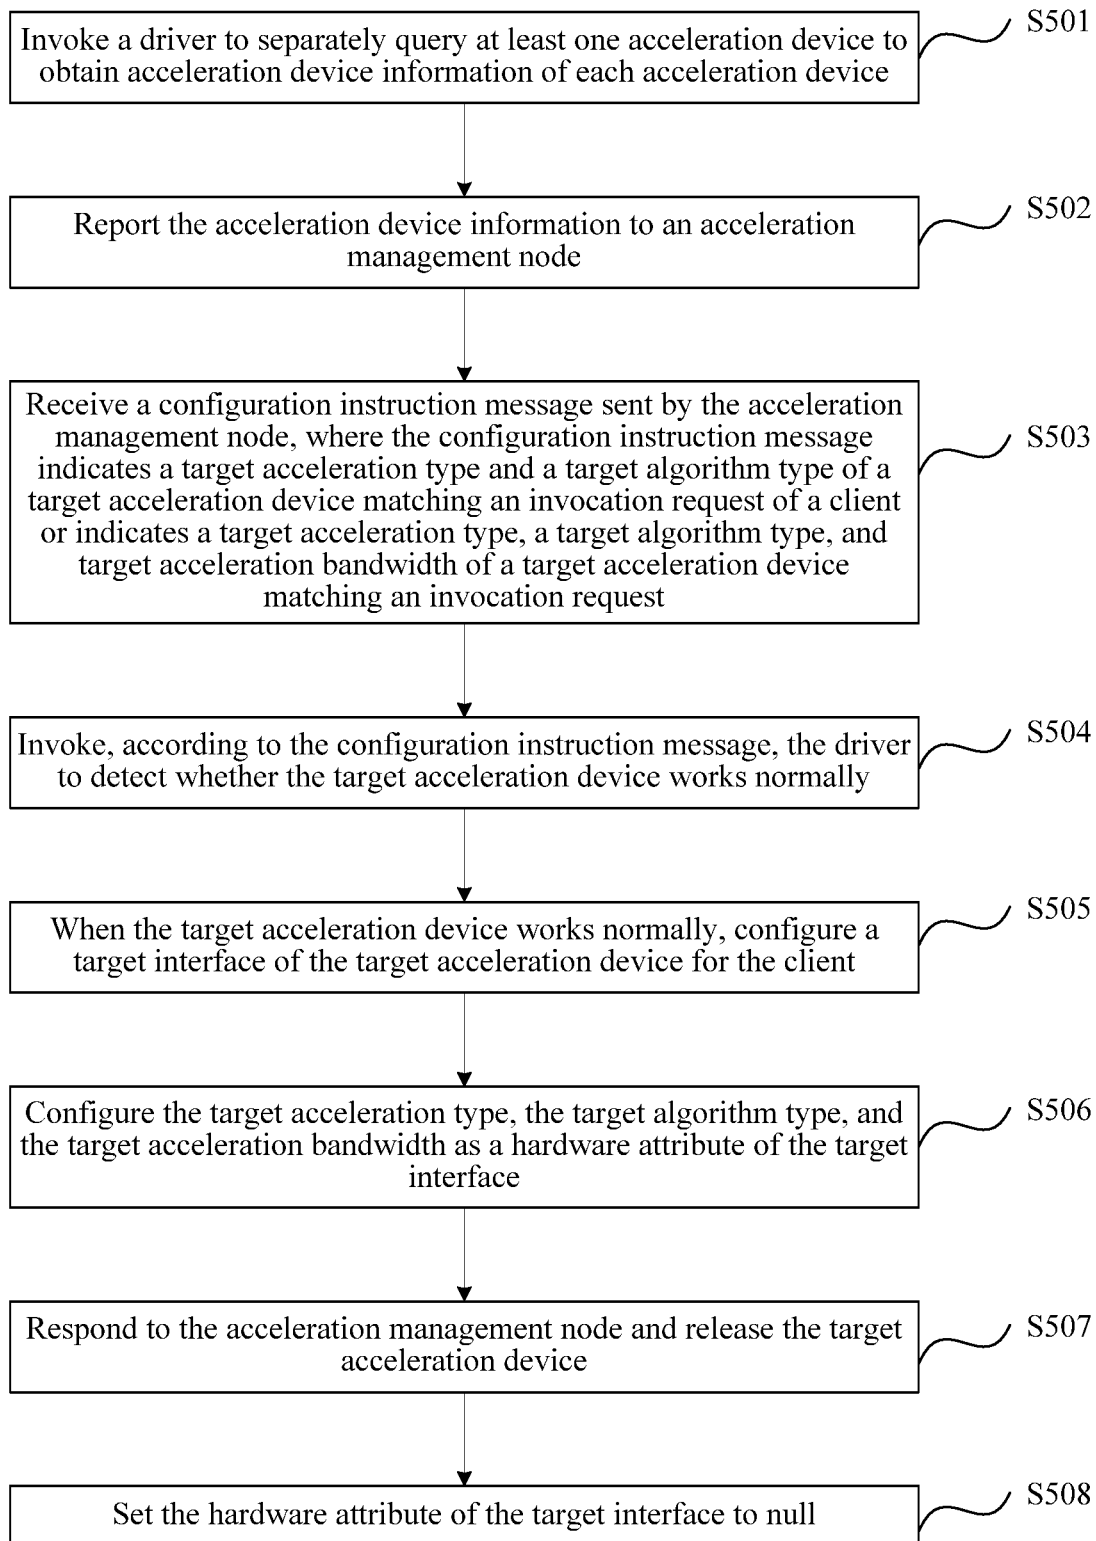 Invoke a driver to separately query at least one acceleration device to
obtain acceleration device information of each acceleration device
S501
Report the acceleration device information to an acceleration
management node
S502
Receive a configuration instruction message sent by the acceleration
management node, where the configuration instruction message
indicates a target acceleration type and a target algorithm type of a
target acceleration device matching an invocation request of a client
or indicates a target acceleration type, a target algorithm type, and
target acceleration bandwidth of a target acceleration device
matching an invocation request
S503
Invoke, according to the configuration instruction message, the driver
to detect whether the target acceleration device works normally
S504
When the target acceleration device works normally, configure a
target interface of the target acceleration device for the client
S505
Configure the target acceleration type, the target algorithm type, and
the target acceleration bandwidth as a hardware attribute of the target
interface
S506
Respond to the acceleration management node and release the target
acceleration device
S507
Set the hardware attribute of the target interface to null
S508